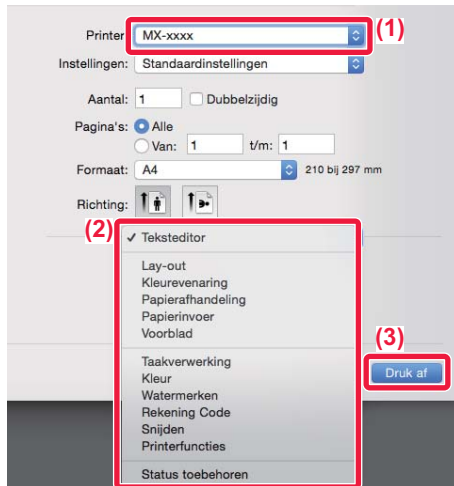 Printer: MX-xxxx (1)
Instellingen: Standaardinstellingen
Aantal: 1 Dubbelzijdig
Pagina's: Alle
Van: 1 t/m: 1
Formaat: A4 210 bij 297 mm
Richting:
(2)
✓ Teksteditor
Lay-out
Kleurevenaring
Papierafhandeling
Papierinvoer
Voorblad
(3)
Taakverwerking
Druk af
Kleur
Watermerken
Rekening Code
Snijden
Printerfuncties
Status toebehoren